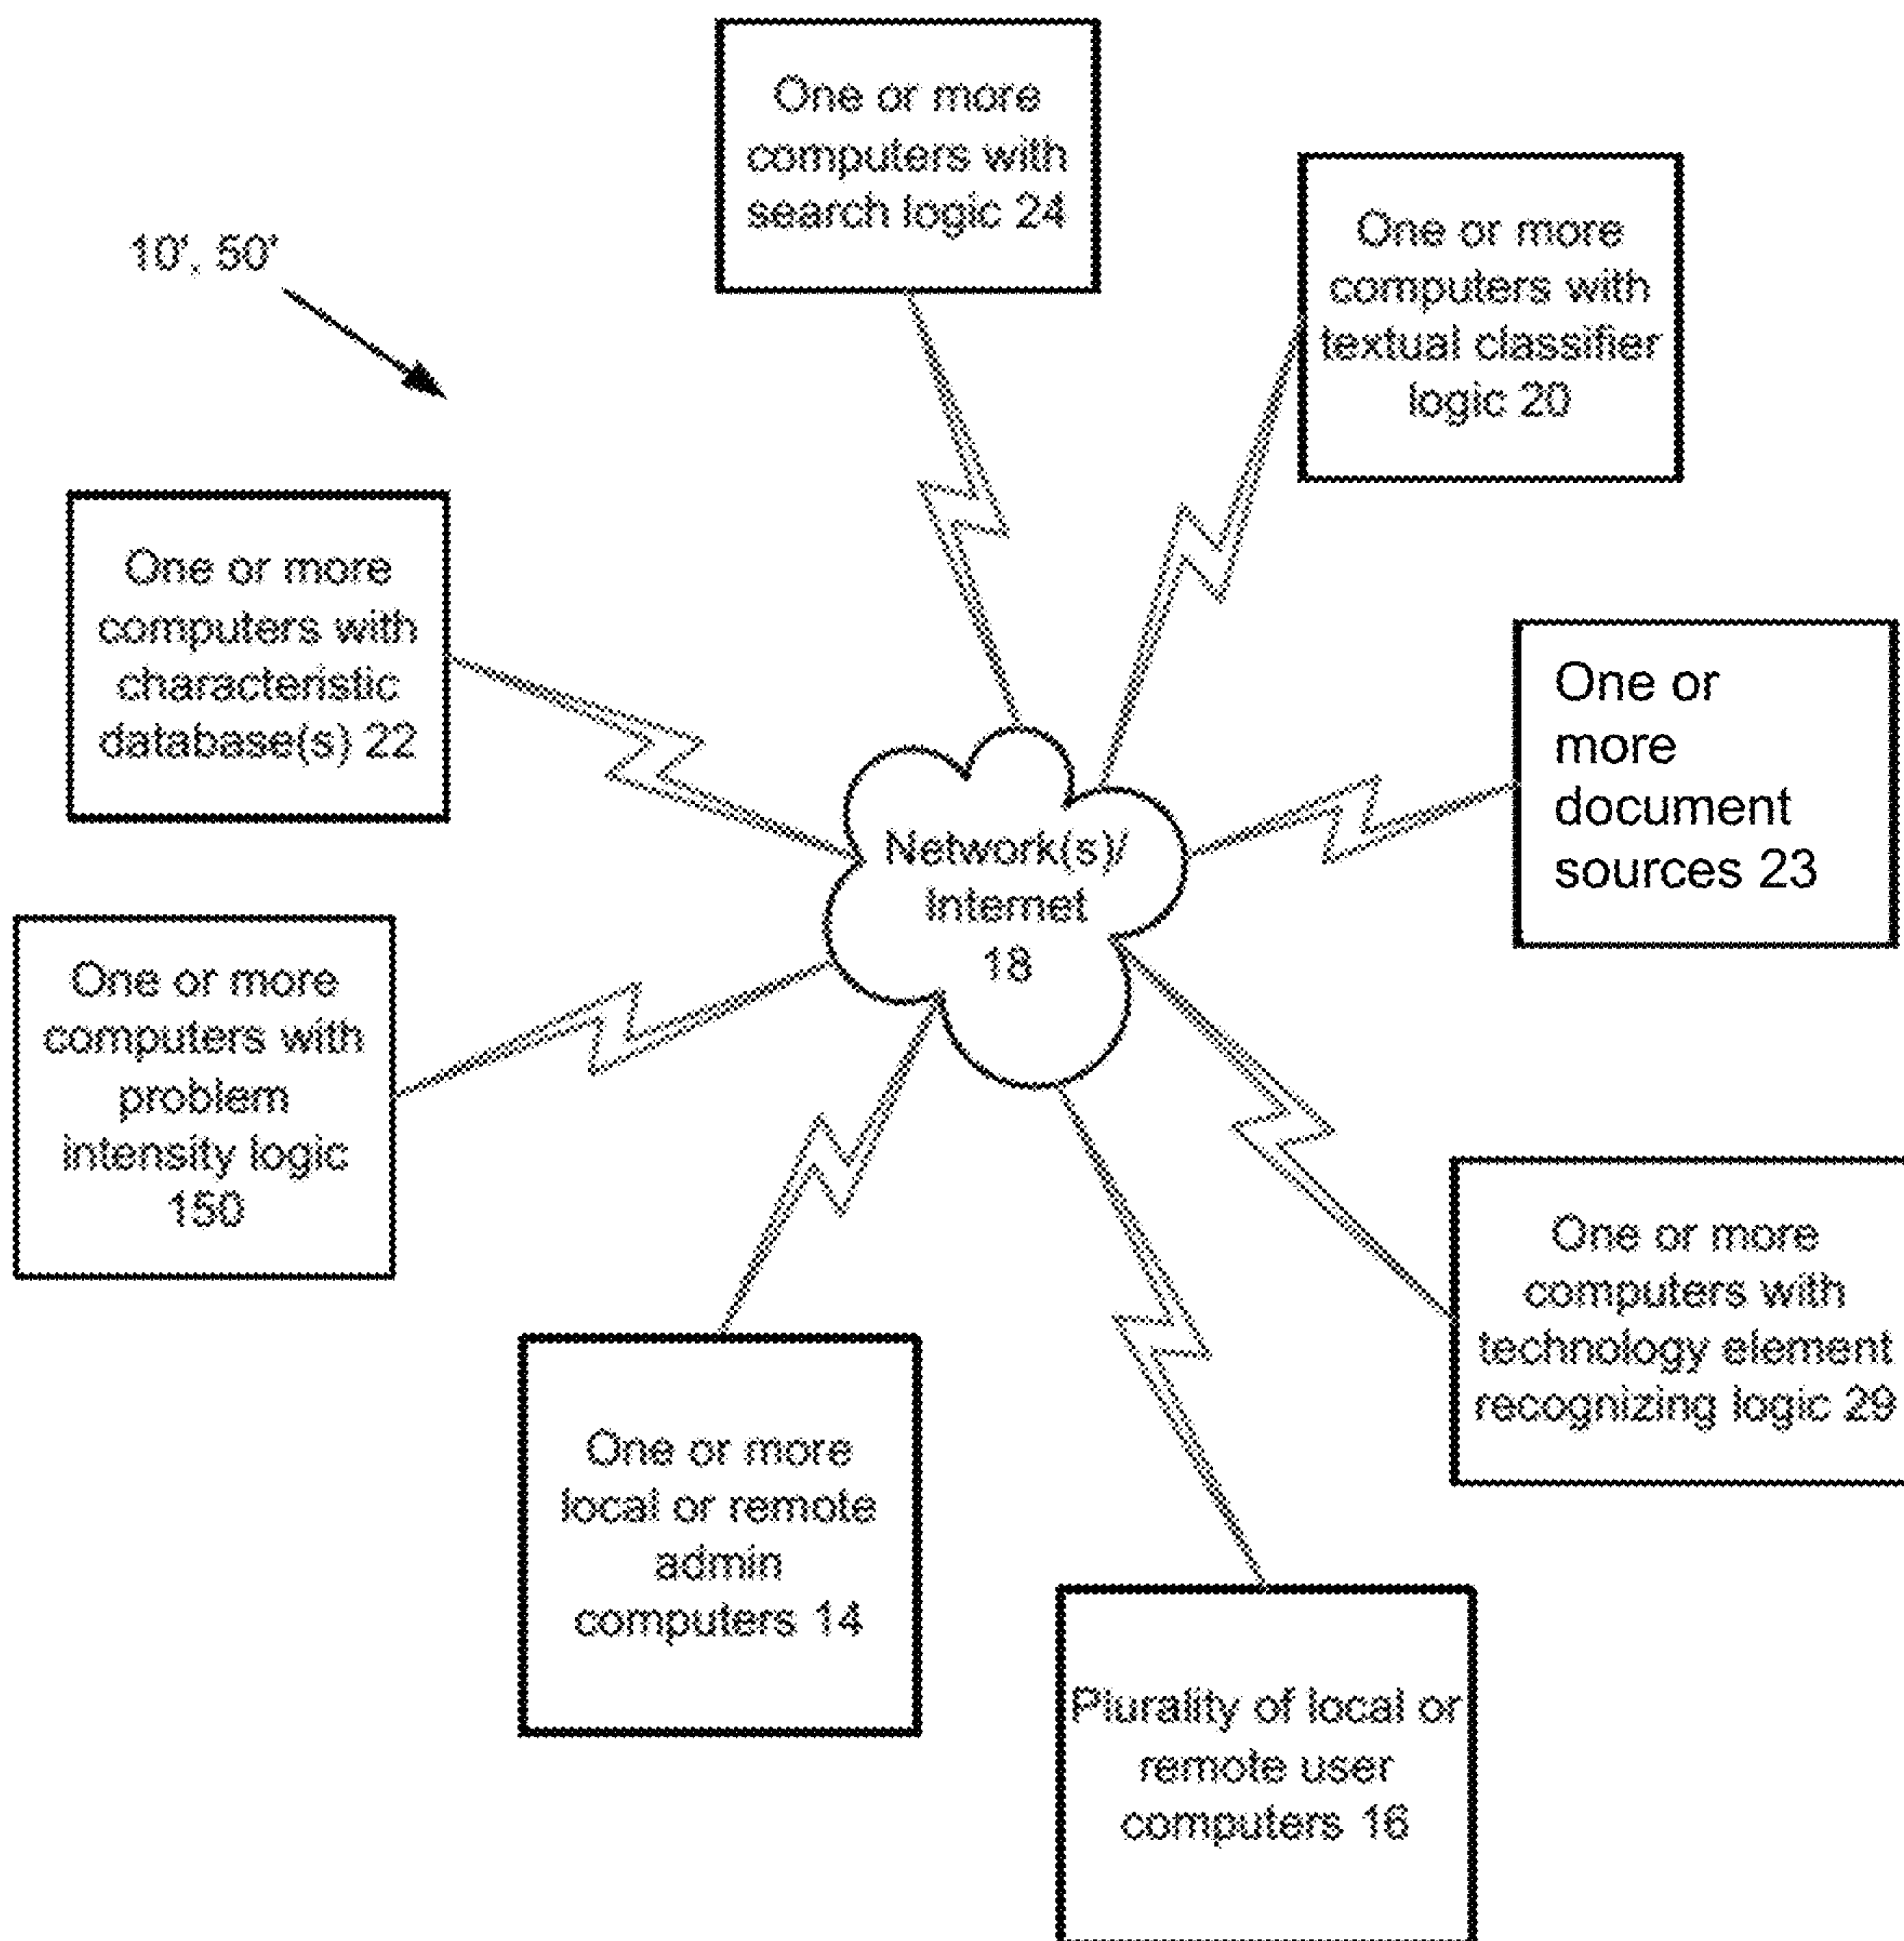 One or more
computers with
search logic 24
10', 50'
One or more
computers with
textual classifier
logic 20
One or more
computers with
characteristic
database(s) 22
One or
more
document
sources 23
Network(s)/
Internet
18
One or more
computers with
problem
intensity logic
150
One or more
computers with
technology element
recognizing logic 29
One or more
local or remote
admin
computers 14
Plurality of local or
remote user
computers 16